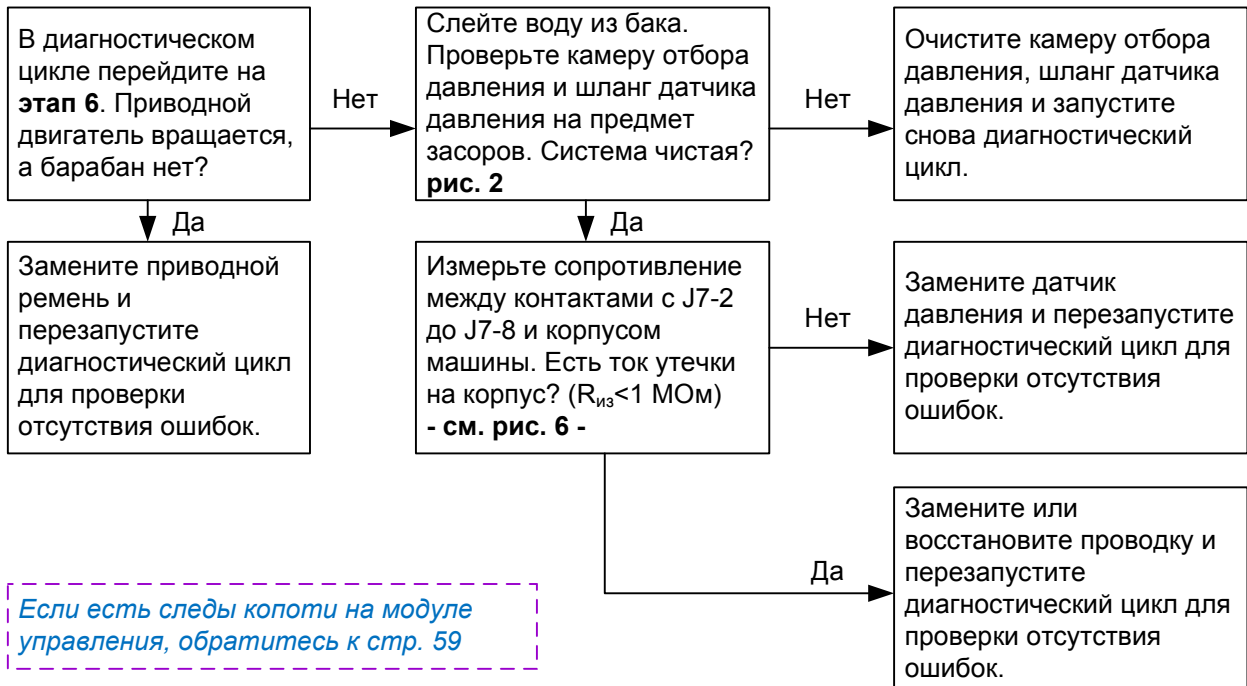 В диагностическом
цикле перейдите на
этап 6. Приводной
двигатель вращается,
а барабан нет?
Нет
Слейте воду из бака.
Проверьте камеру отбора
давления и шланг датчика
давления на предмет
засоров. Система чистая?
рис. 2
Нет
Очистите камеру отбора
давления, шланг датчика
давления и запустите
снова диагностический
цикл.
Да
Да
Замените приводной
ремень и
перезапустите
диагностический цикл
для проверки
отсутствия ошибок.
Измерьте сопротивление
между контактами с J7-2
до J7-8 и корпусом
машины. Есть ток утечки
на корпус? (Rиз<1 МОм)
- см. рис. 6 -
Нет
Замените датчик
давления и перезапустите
диагностический цикл для
проверки отсутствия
ошибок.
Да
Замените или
восстановите проводку и
перезапустите
диагностический цикл для
проверки отсутствия
ошибок.
Если есть следы копоти на модуле
управления, обратитесь к стр. 59